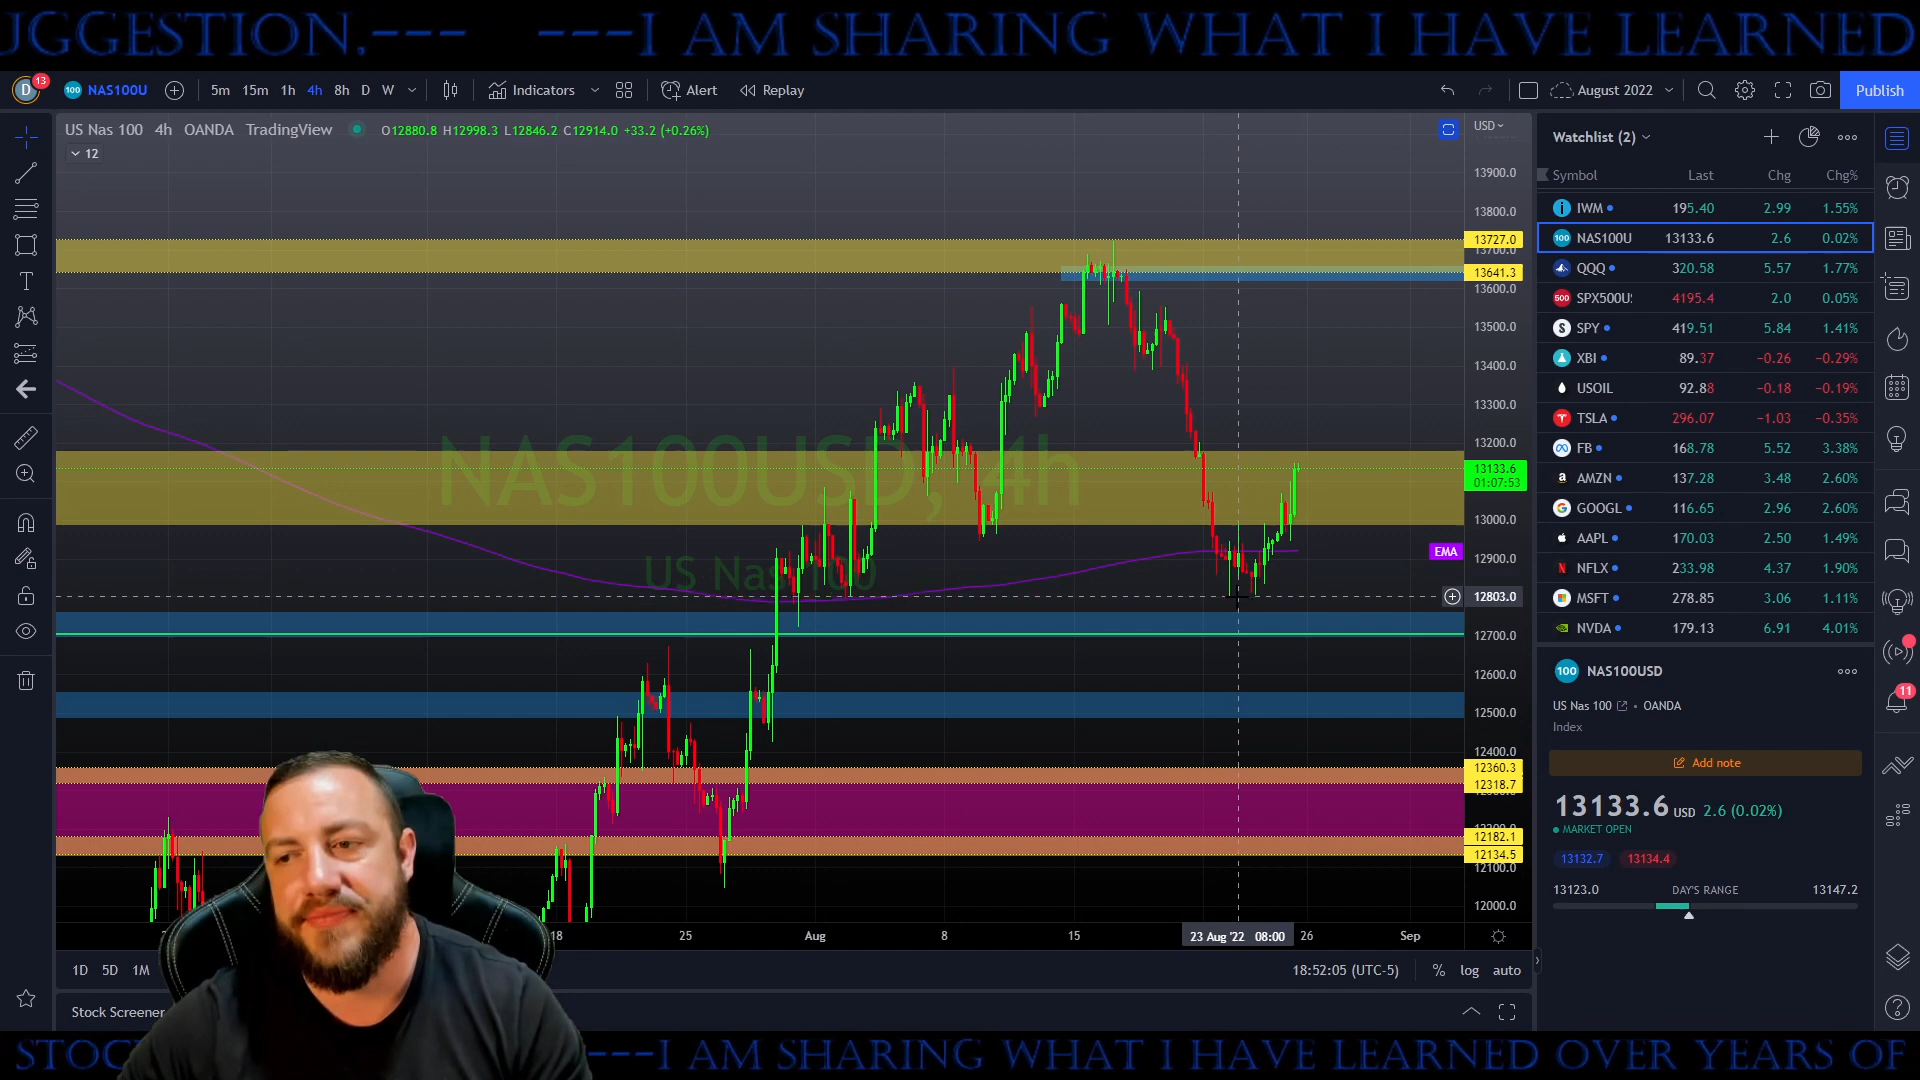 UGGESTION.--- ---I AM SHARING WHAT I HAVE LEARNED
D 13 100 NAS100U 5m 15m 1h 4h 8h D W Indicators Alert Replay August 2022 Publish
US Nas 100 4h OANDA TradingView O12880.8 H12998.3 L12846.2 C12914.0 +33.2 (+0.26%)
12
USD
13900.0
13800.0
13727.0
13700.0
13641.3
13600.0
13500.0
13400.0
13300.0
13200.0
13133.6
01:07:53
13000.0
12900.0
12803.0
12700.0
12600.0
12500.0
12400.0
12360.3
12318.7
12182.1
12134.5
12100.0
12000.0
NAS100USD, 4h
US Nas 100
EMA
18 25 Aug 8 15 23 Aug '22 08:00 26 Sep
1D 5D 1M 18:52:05 (UTC-5) % log auto
Stock Screener
Watchlist (2)
Symbol Last Chg Chg%
IWM 195.40 2.99 1.55%
100 NAS100U 13133.6 2.6 0.02%
QQQ 320.58 5.57 1.77%
500 SPX500U 4195.4 2.0 0.05%
SPY 419.51 5.84 1.41%
XBI 89.37 −0.26 −0.29%
USOIL 92.88 −0.18 −0.19%
TSLA 296.07 −1.03 −0.35%
FB 168.78 5.52 3.38%
AMZN 137.28 3.48 2.60%
GOOGL 116.65 2.96 2.60%
AAPL 170.03 2.50 1.49%
NFLX 233.98 4.37 1.90%
MSFT 278.85 3.06 1.11%
NVDA 179.13 6.91 4.01%
100 NAS100USD
US Nas 100 • OANDA
Index
Add note
13133.6 USD 2.6 (0.02%)
MARKET OPEN
13132.7 13134.4
13123.0 DAY'S RANGE 13147.2
11
STOC ---I AM SHARING WHAT I HAVE LEARNED OVER YEARS OF